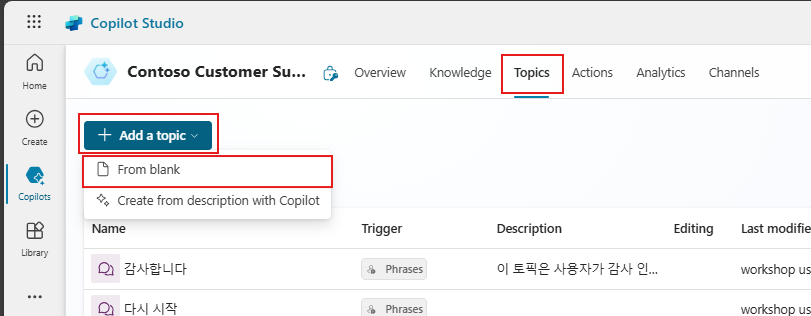 Copilot Studio
Home
Create
Copilots
Library
Contoso Customer Su...
Overview
Knowledge
Topics
Actions
Analytics
Channels
Add a topic
From blank
Create from description with Copilot
Name Trigger Description Editing Last modifie
감사합니다 Phrases 이 토픽은 사용자가 감사 인... workshop us
다시 시작 Phrases workshop us